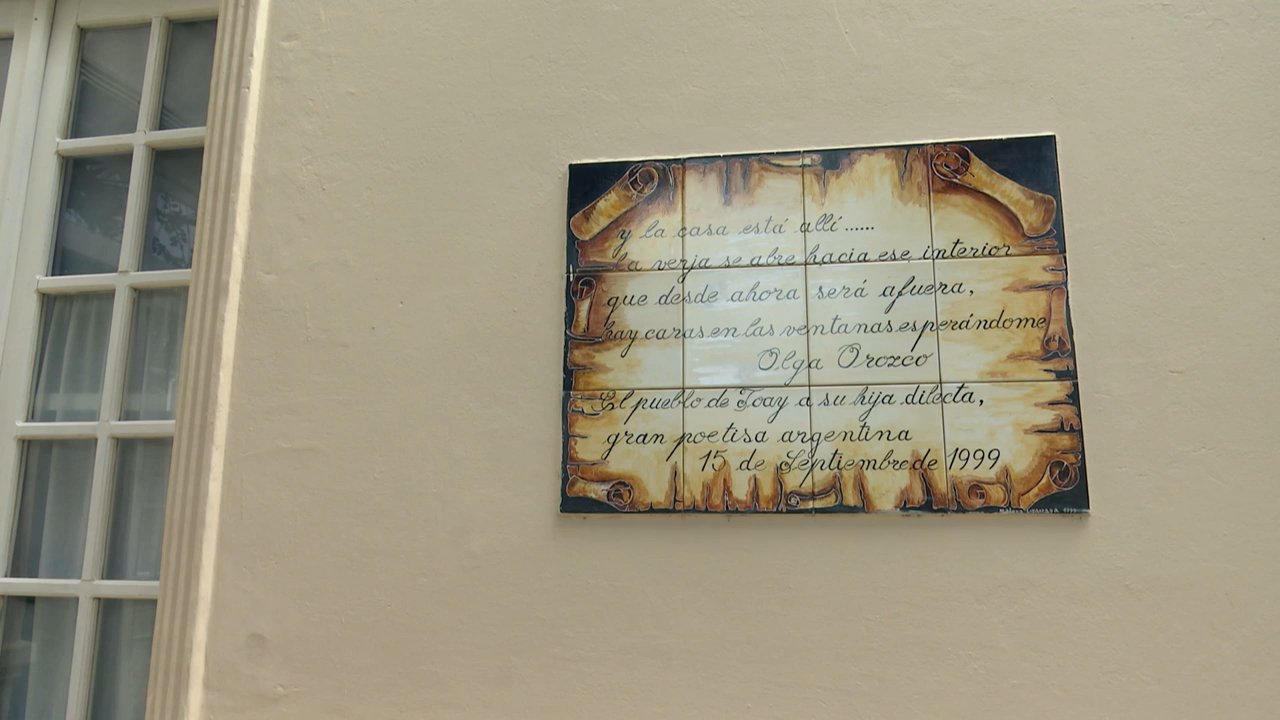 y la casa está allí......
la verja se abre hacia ese interior
que desde ahora será afuera,
hay caras en las ventanas esperándome
Olga Orozco
El pueblo de Toay a su hija dilecta,
gran poetisa argentina
15 de Septiembre de 1999